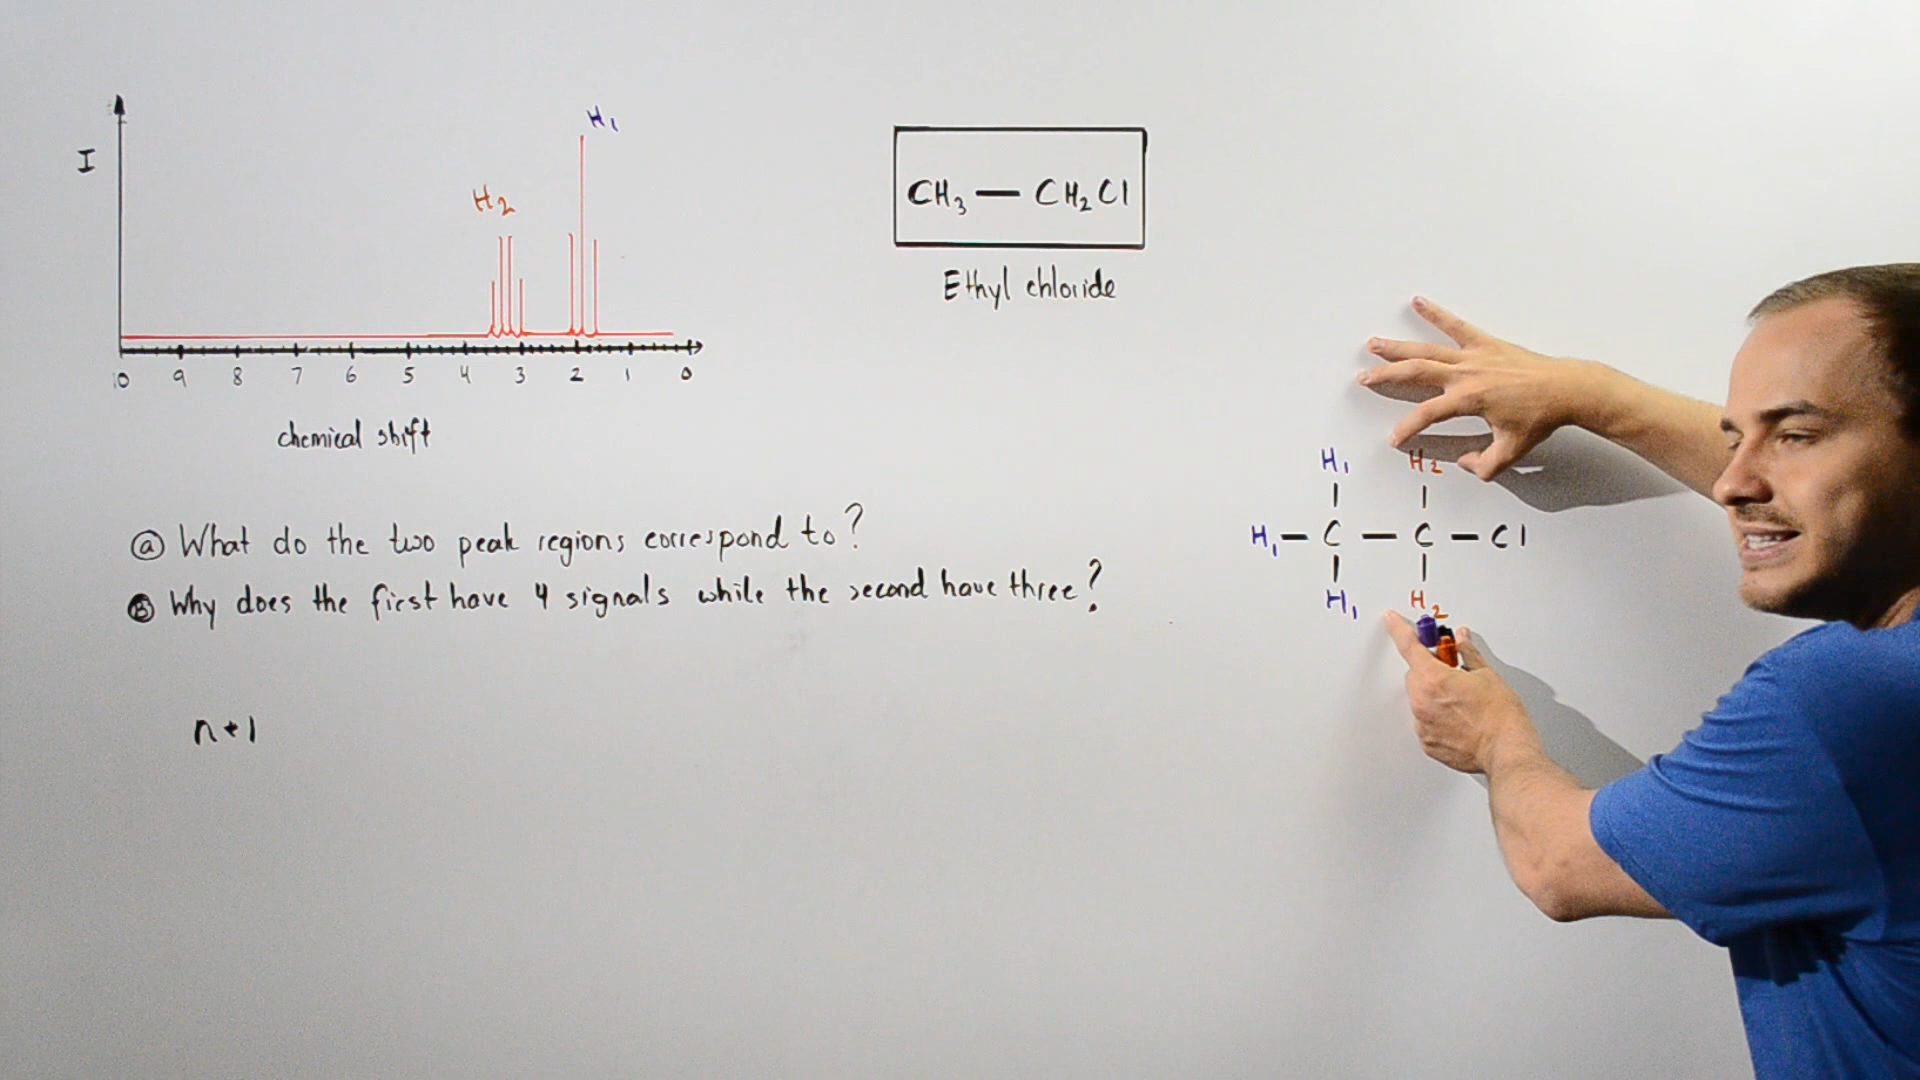 I
H₂
H₁
10 9 8 7 6 5 4 3 2 1 0
chemical shift
CH₃ — CH₂Cl
Ethyl chloride
H₁ H₂
H₁ — C — C — Cl
H₁ H₂
ⓐ What do the two peak regions correspond to?
Ⓑ Why does the first have 4 signals while the second have three?
n+1